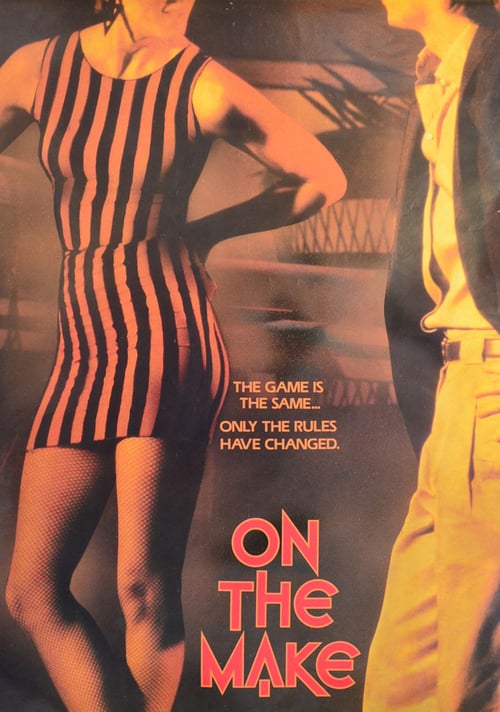 THE GAME IS
THE SAME...
ONLY THE RULES
HAVE CHANGED.
ON
THE
MAKE